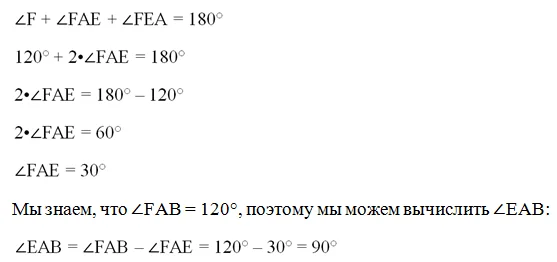 ∠F + ∠FAE + ∠FEA = 180°
120° + 2•∠FAE = 180°
2•∠FAE = 180° – 120°
2•∠FAE = 60°
∠FAE = 30°
Мы знаем, что ∠FAB = 120°, поэтому мы можем вычислить ∠EAB:
∠EAB = ∠FAB – ∠FAE = 120° – 30° = 90°